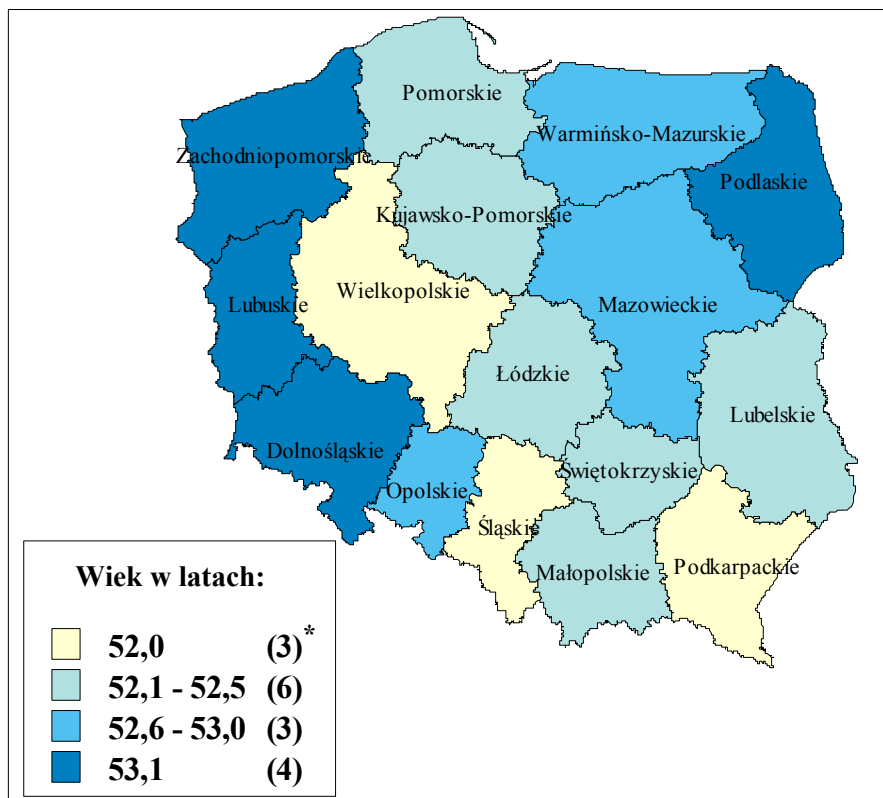 Pomorskie
Warmińsko-Mazurskie
Zachodniopomorskie
Podlaskie
Kujawsko-Pomorskie
Wielkopolskie
Lubuskie
Mazowieckie
Łódzkie
Lubelskie
Dolnośląskie
Świętokrzyskie
Opolskie
Śląskie
Małopolskie
Podkarpackie
Wiek w latach:
52,0 (3)*
52,1 - 52,5 (6)
52,6 - 53,0 (3)
53,1 (4)